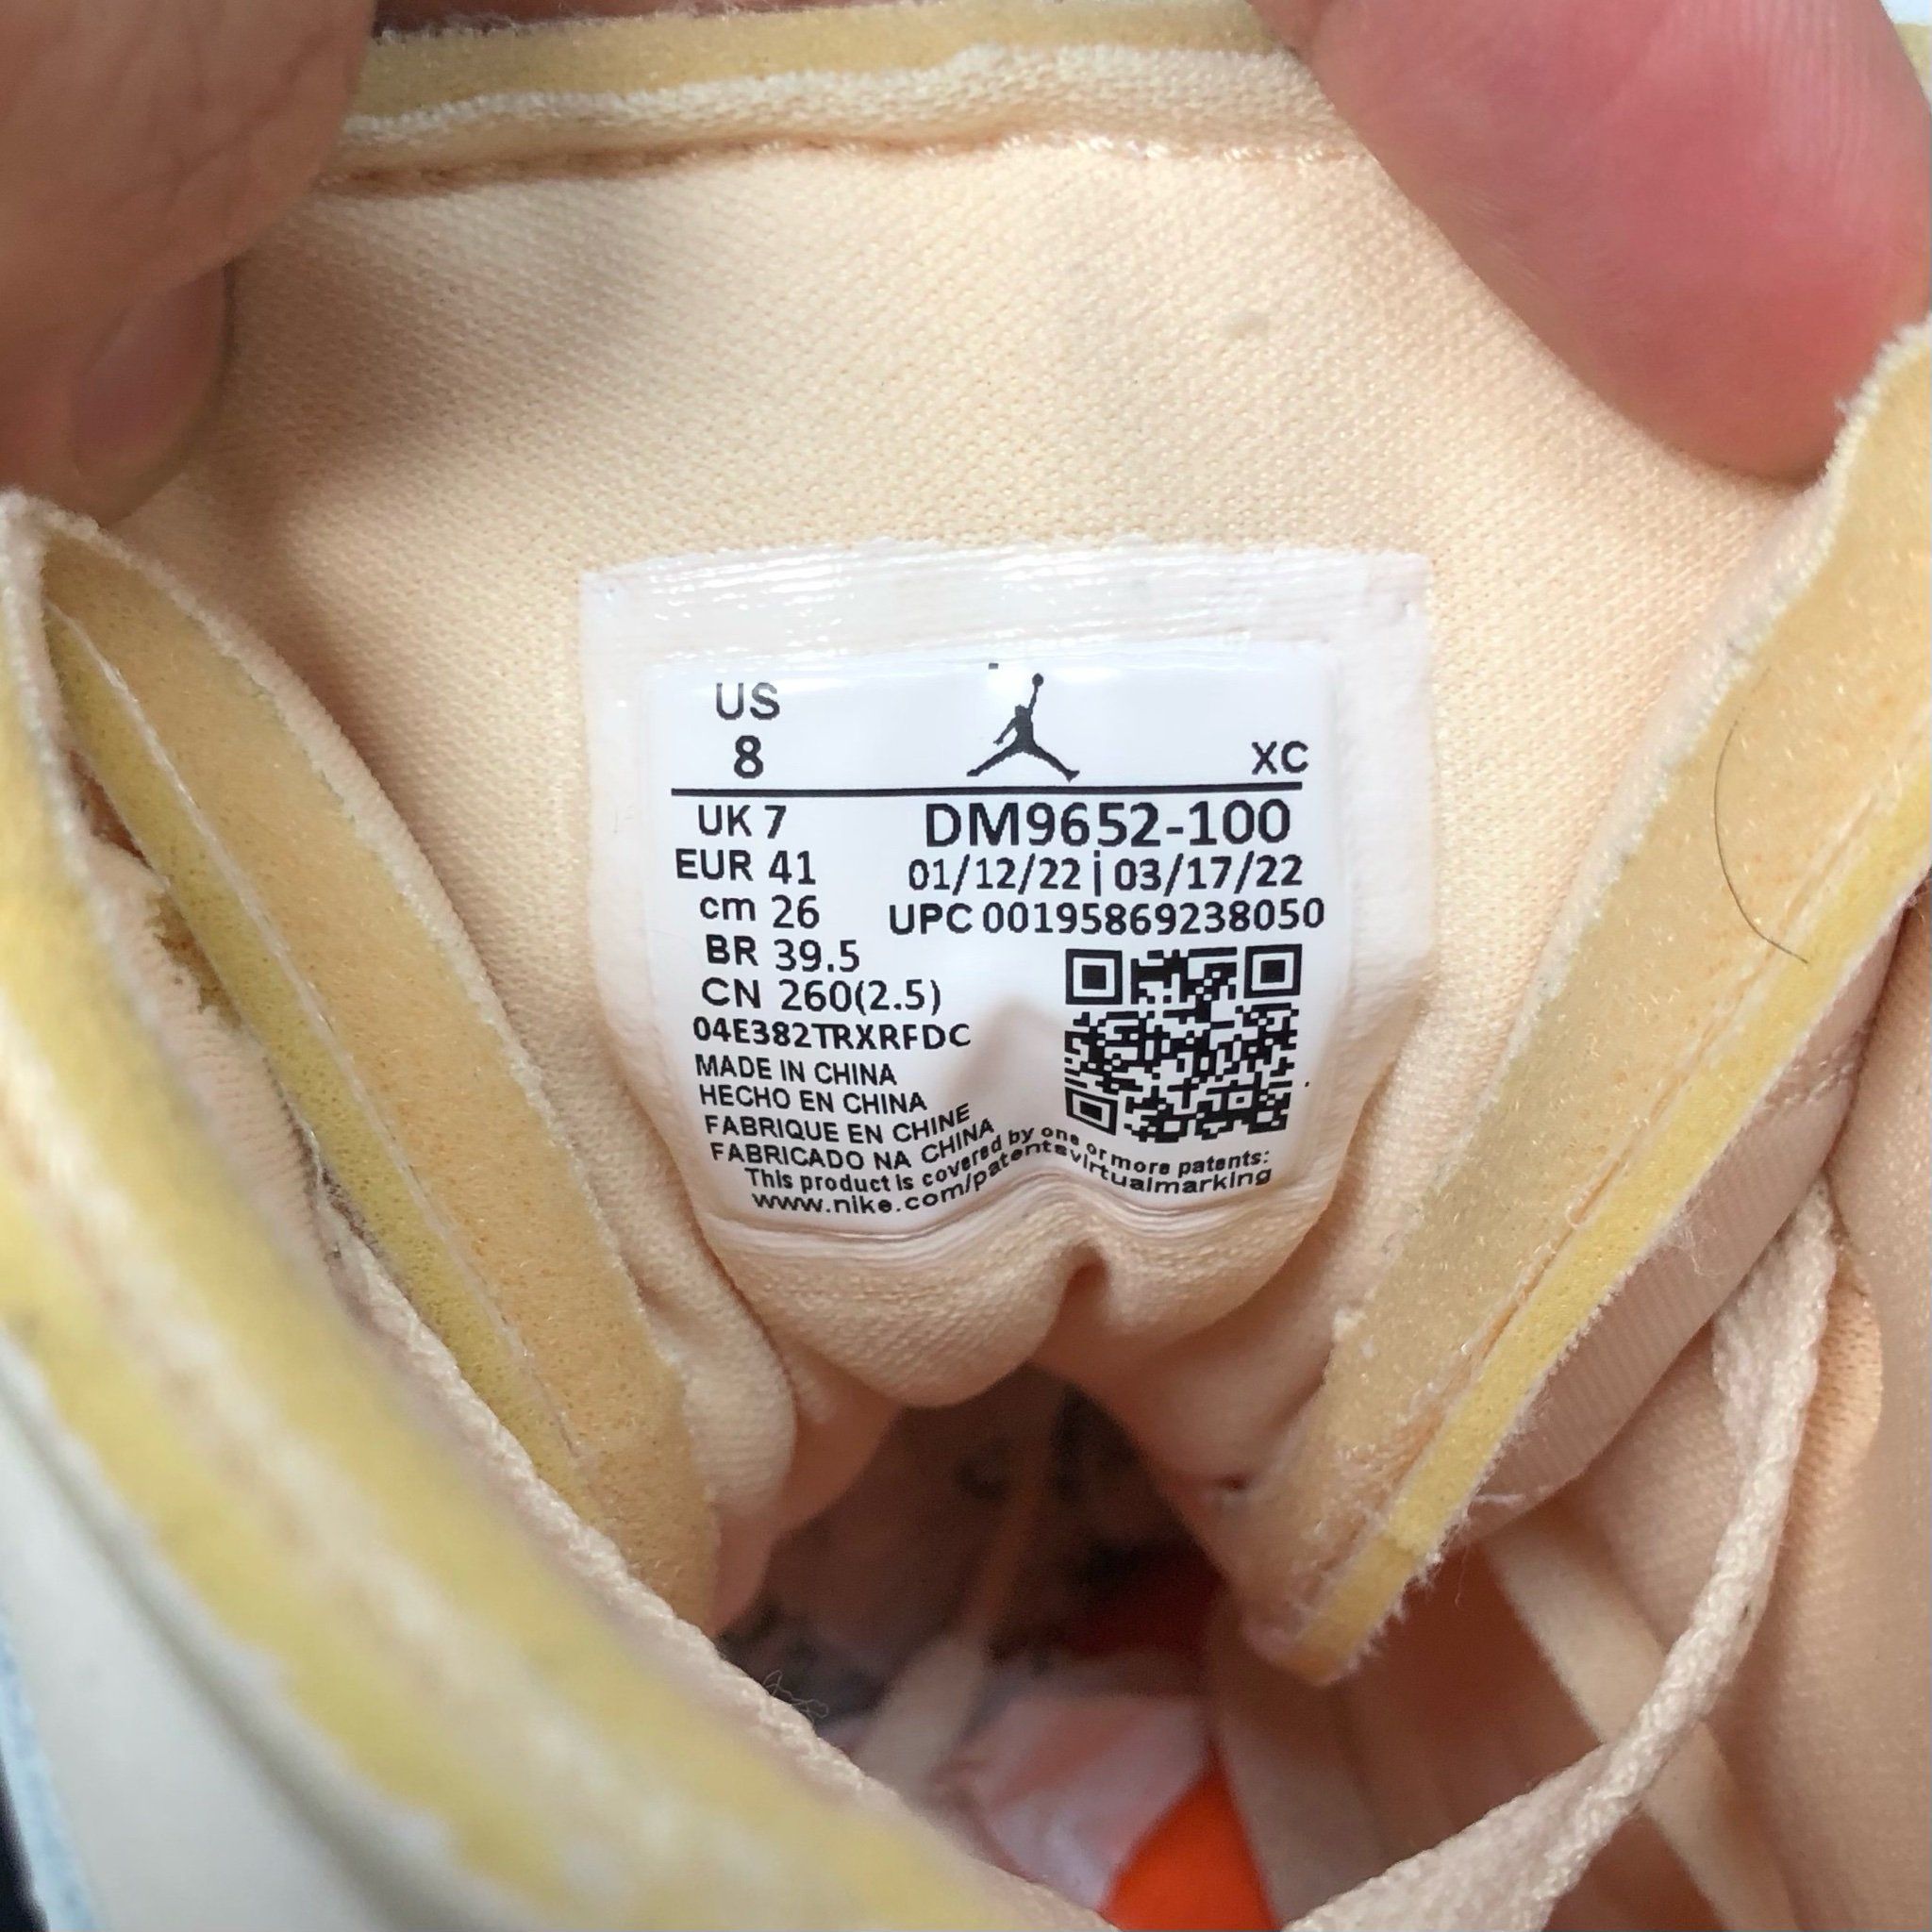 US
8
XC
UK 7
DM9652-100
EUR 41
01/12/22 | 03/17/22
cm 26
UPC 00195869238050
BR 39.5
CN 260(2.5)
04E382TRXRFDC
MADE IN CHINA
HECHO EN CHINA
FABRIQUE EN CHINE
FABRICADO NA CHINA
This product is covered by one or more patents:
www.nike.com/patentsvirtualmarking